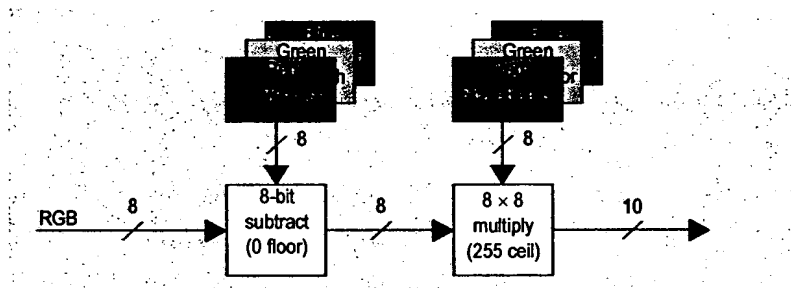 Green
Green
8
8
RGB
8
8-bit
subtract
(0 floor)
8
8 × 8
multiply
(255 ceil)
10